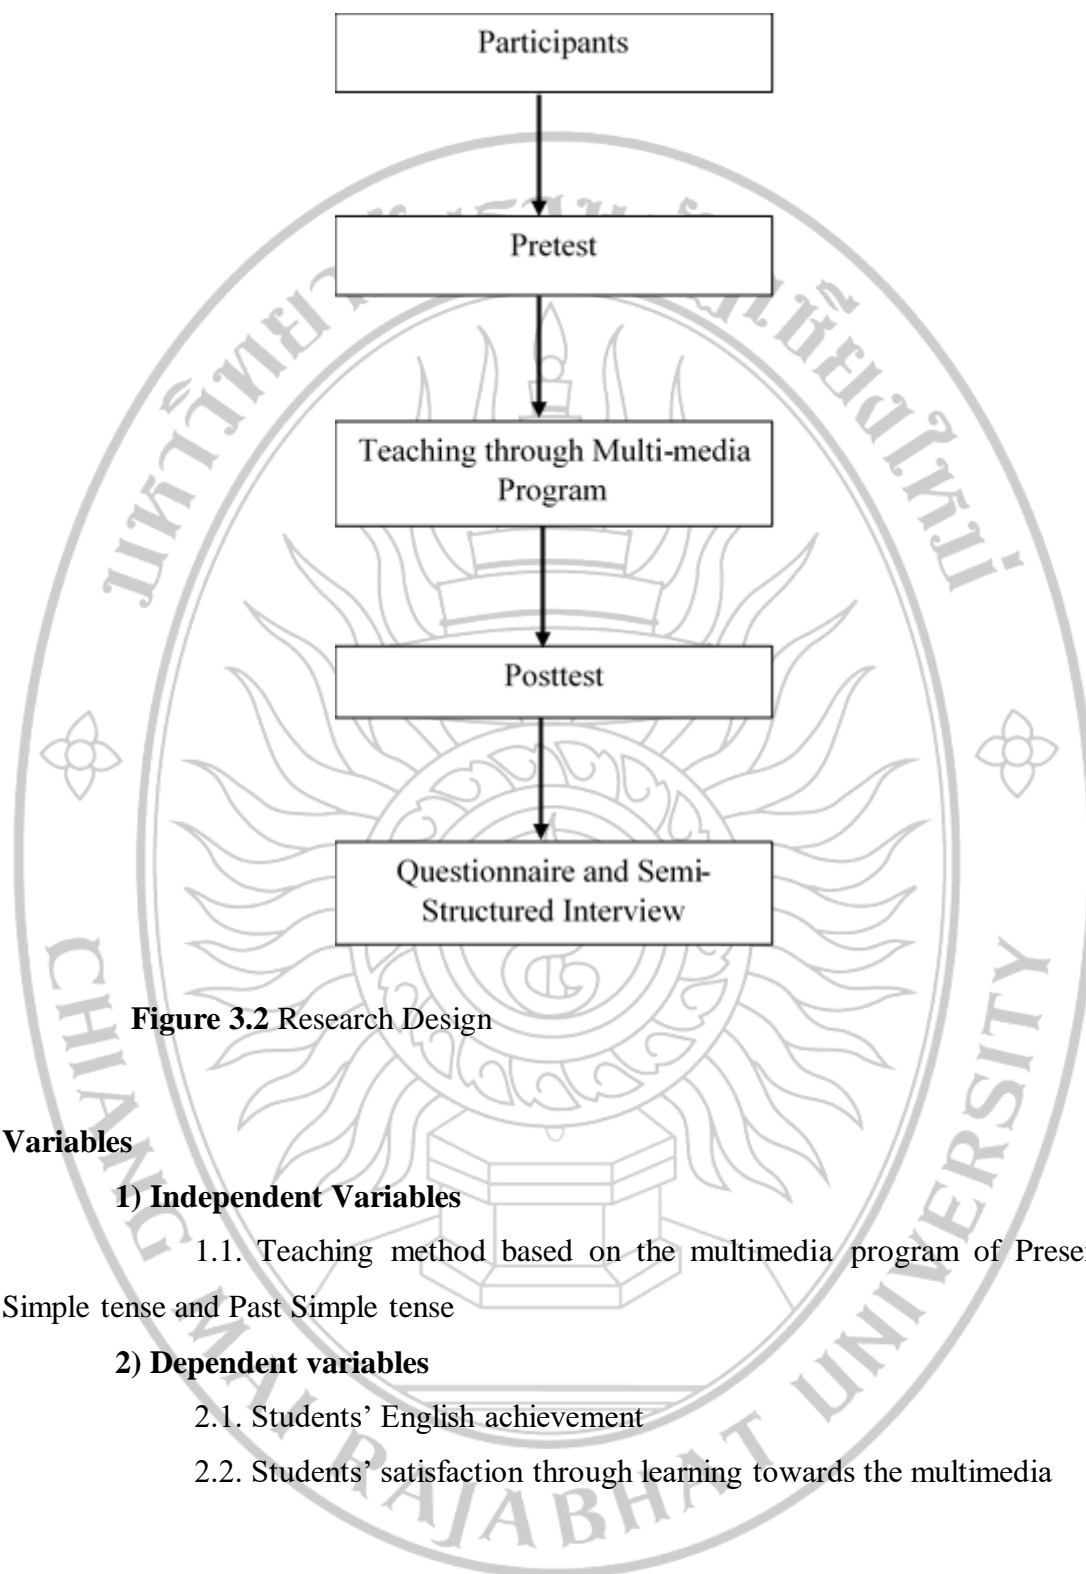 Participants
Pretest
Teaching through Multi-media
Program
Posttest
Questionnaire and Semi-
Structured Interview
Figure 3.2 Research Design
Variables
1) Independent Variables
1.1. Teaching method based on the multimedia program of Prese
Simple tense and Past Simple tense
2) Dependent variables
2.1. Students’ English achievement
2.2. Students’ satisfaction through learning towards the multimedia
CHIANG MAI RAJABHAT UNIVERSITY